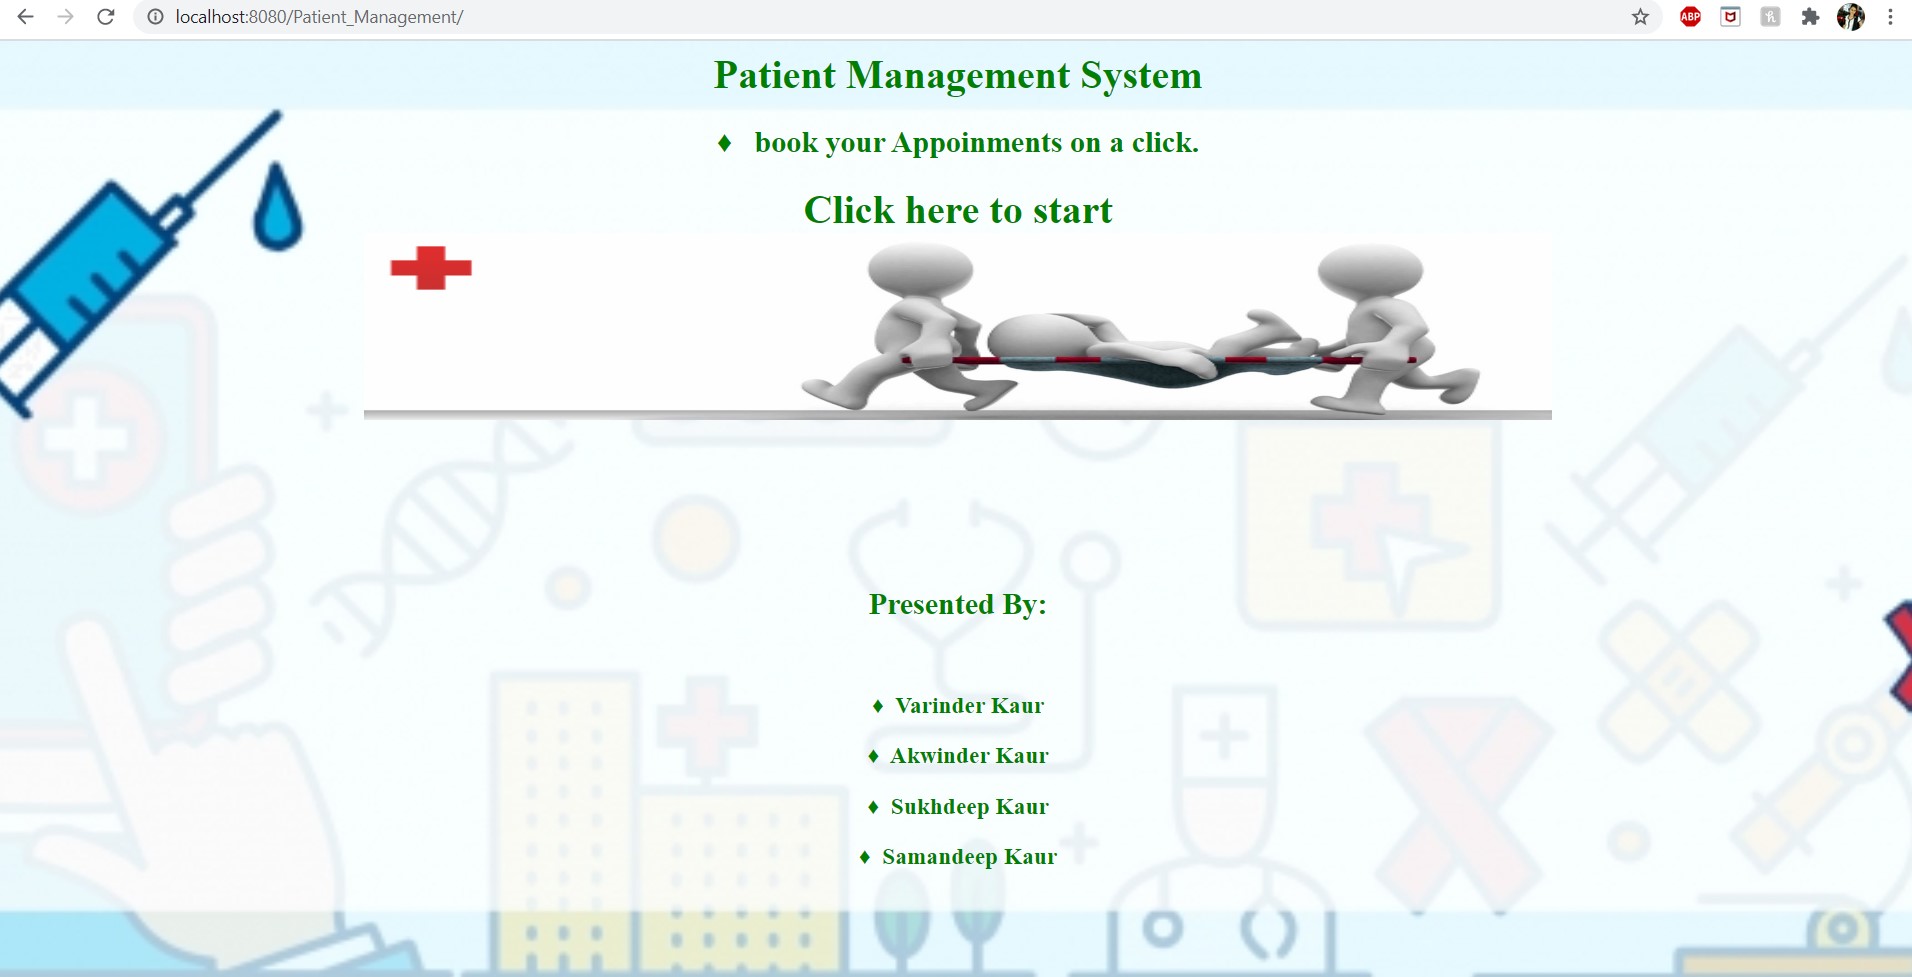 localhost:8080/Patient_Management/
ABP
Patient Management System
♦ book your Appoinments on a click.
Click here to start
Presented By:
♦ Varinder Kaur
♦ Akwinder Kaur
♦ Sukhdeep Kaur
♦ Samandeep Kaur